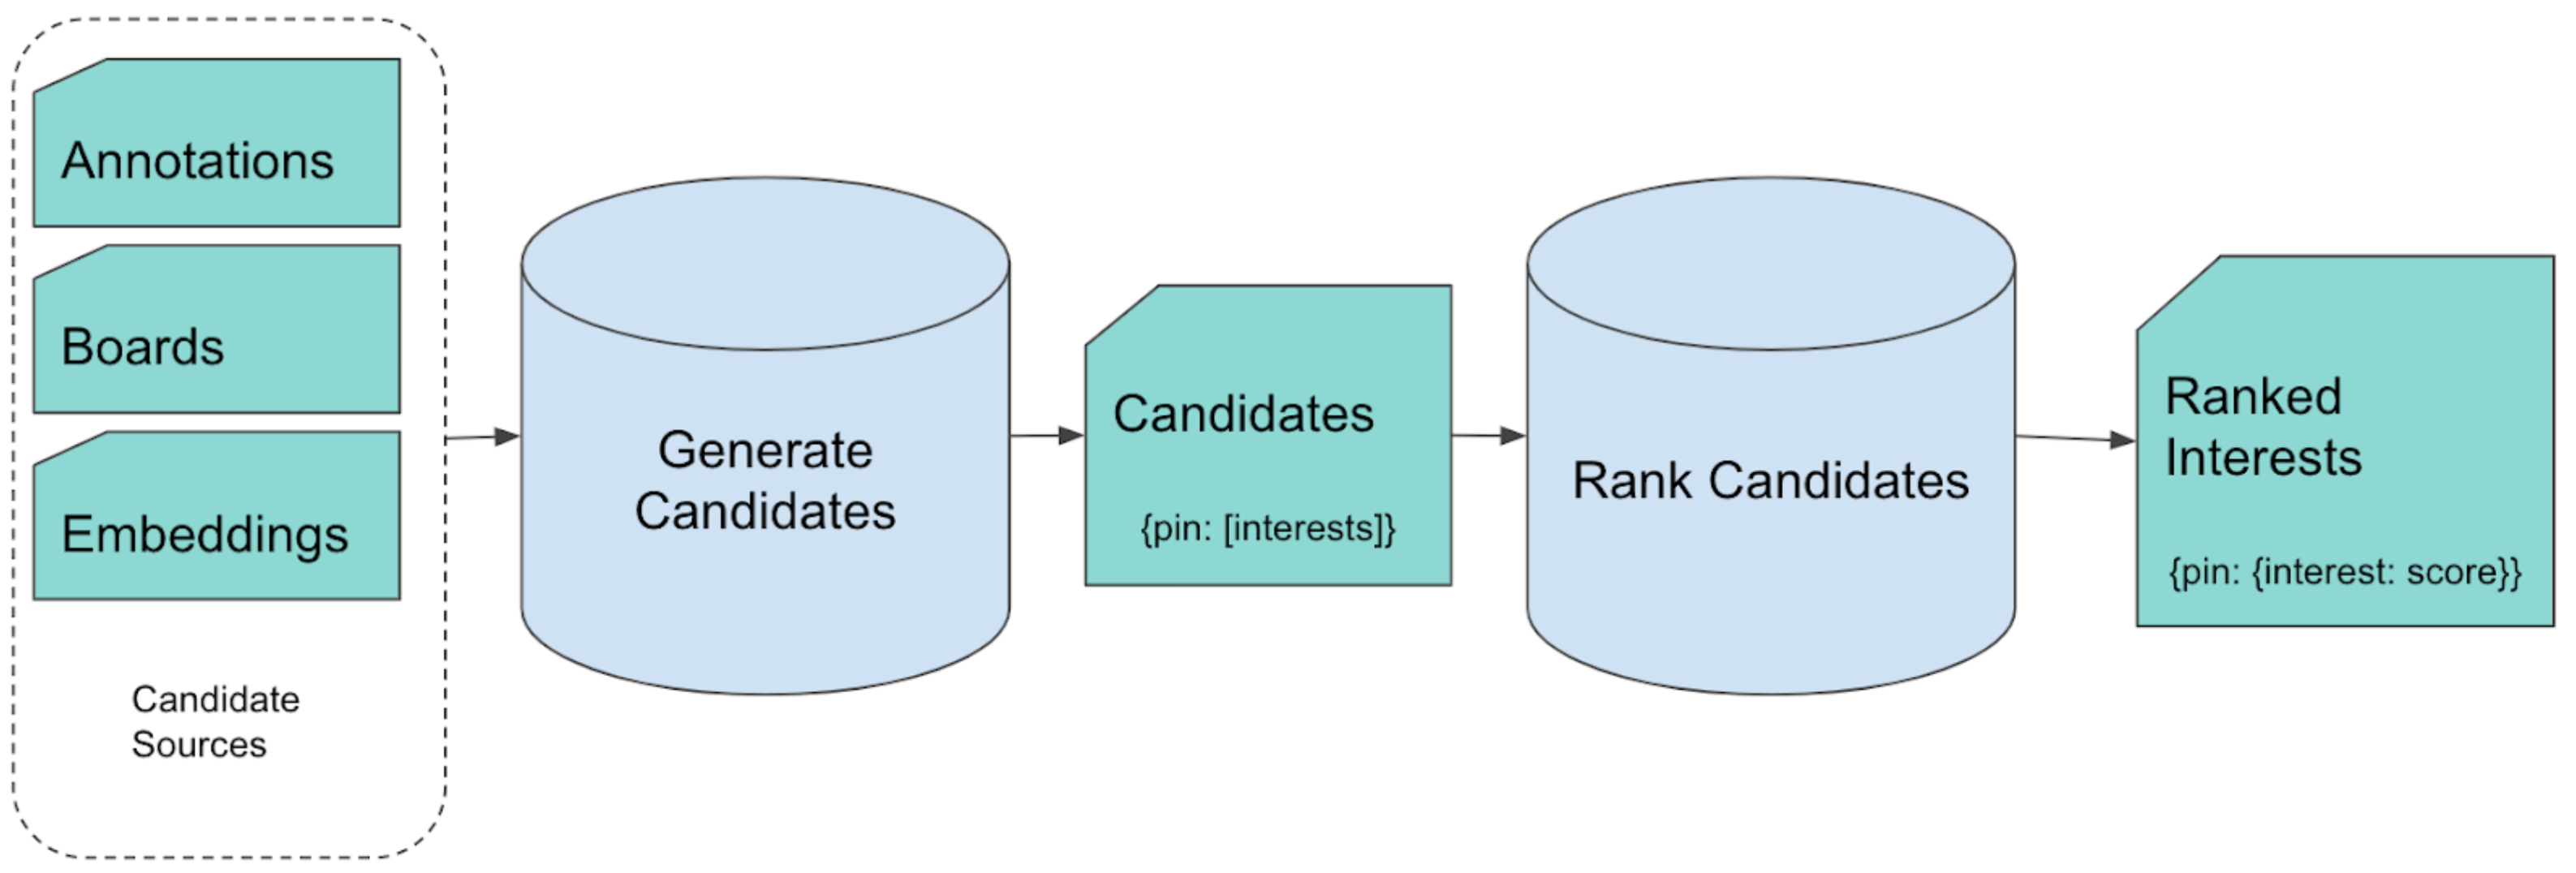 Annotations
Boards
Embeddings
Candidate
Sources
Generate
Candidates
Candidates
{pin: [interests]}
Rank Candidates
Ranked
Interests
{pin: {interest: score}}